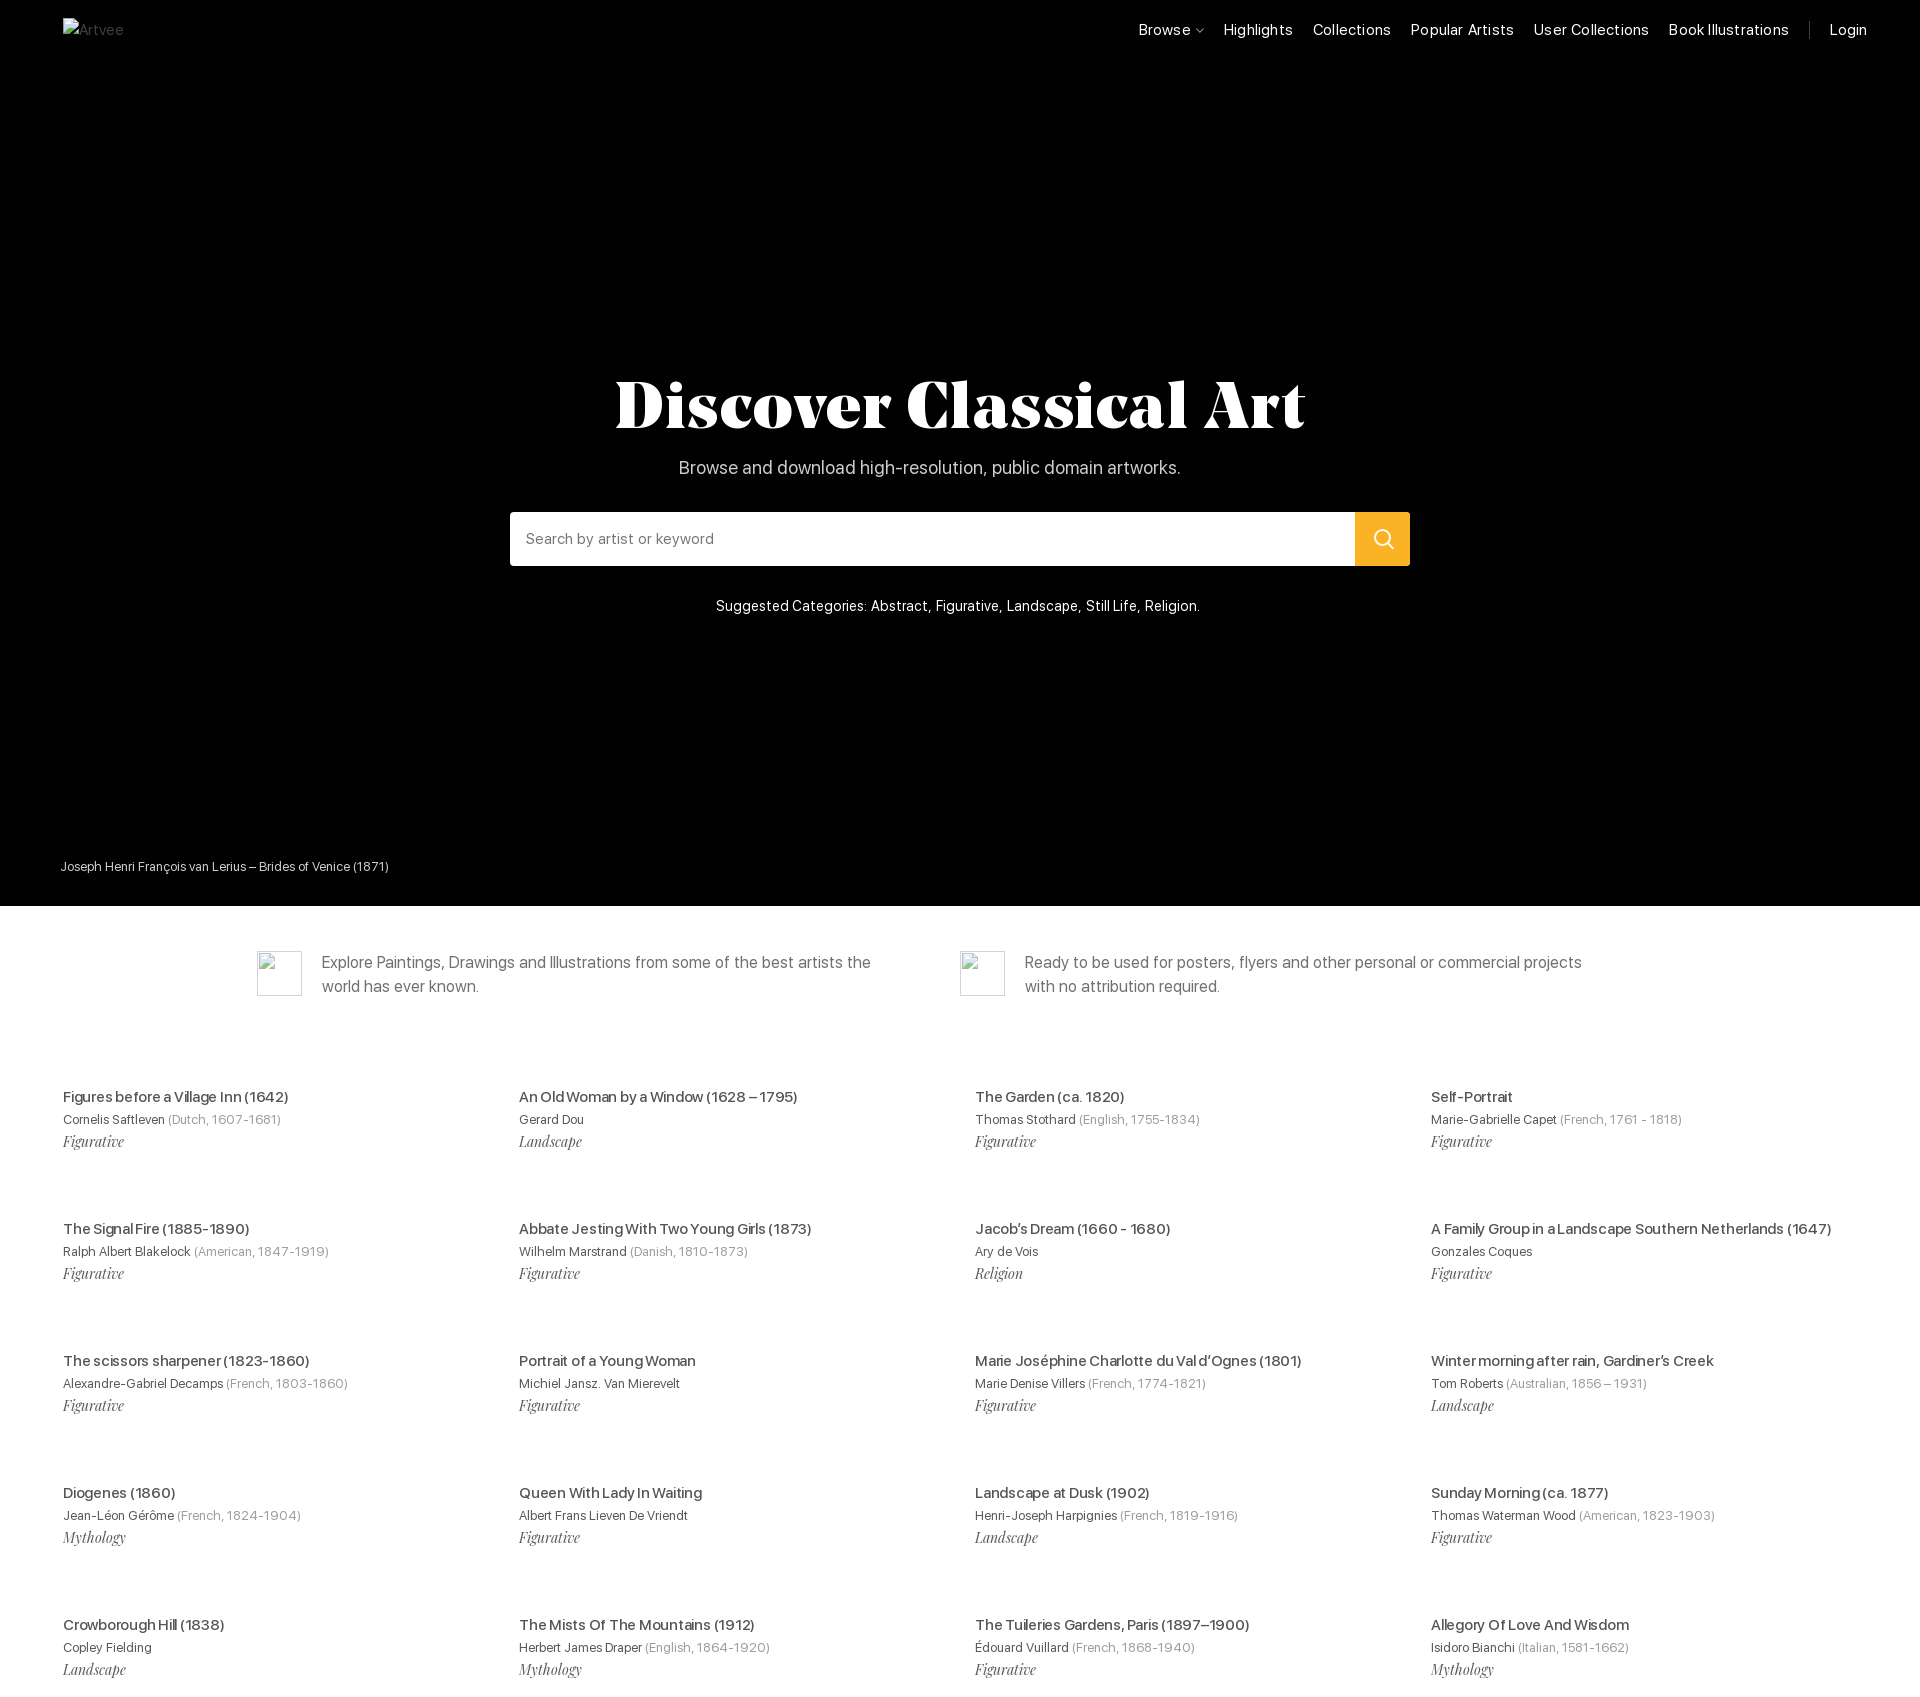 Artvee
Browse
Highlights
Collections
Popular Artists
User Collections
Book Illustrations
Login
Discover Classical Art
Browse and download high-resolution, public domain artworks.
Search by artist or keyword
Suggested Categories: Abstract, Figurative, Landscape, Still Life, Religion.
Joseph Henri François van Lerius – Brides of Venice (1871)
Explore Paintings, Drawings and Illustrations from some of the best artists the
world has ever known.
Ready to be used for posters, flyers and other personal or commercial projects
with no attribution required.
Figures before a Village Inn (1642)
Cornelis Saftleven (Dutch, 1607-1681)
Figurative
An Old Woman by a Window (1628 – 1795)
Gerard Dou
Landscape
The Garden (ca. 1820)
Thomas Stothard (English, 1755-1834)
Figurative
Self-Portrait
Marie-Gabrielle Capet (French, 1761 - 1818)
Figurative
The Signal Fire (1885-1890)
Ralph Albert Blakelock (American, 1847-1919)
Figurative
Abbate Jesting With Two Young Girls (1873)
Wilhelm Marstrand (Danish, 1810-1873)
Figurative
Jacob’s Dream (1660 - 1680)
Ary de Vois
Religion
A Family Group in a Landscape Southern Netherlands (1647)
Gonzales Coques
Figurative
The scissors sharpener (1823-1860)
Alexandre-Gabriel Decamps (French, 1803-1860)
Figurative
Portrait of a Young Woman
Michiel Jansz. Van Mierevelt
Figurative
Marie Joséphine Charlotte du Val d’Ognes (1801)
Marie Denise Villers (French, 1774-1821)
Figurative
Winter morning after rain, Gardiner’s Creek
Tom Roberts (Australian, 1856 – 1931)
Landscape
Diogenes (1860)
Jean-Léon Gérôme (French, 1824-1904)
Mythology
Queen With Lady In Waiting
Albert Frans Lieven De Vriendt
Figurative
Landscape at Dusk (1902)
Henri-Joseph Harpignies (French, 1819-1916)
Landscape
Sunday Morning (ca. 1877)
Thomas Waterman Wood (American, 1823-1903)
Figurative
Crowborough Hill (1838)
Copley Fielding
Landscape
The Mists Of The Mountains (1912)
Herbert James Draper (English, 1864-1920)
Mythology
The Tuileries Gardens, Paris (1897–1900)
Édouard Vuillard (French, 1868-1940)
Figurative
Allegory Of Love And Wisdom
Isidoro Bianchi (Italian, 1581-1662)
Mythology